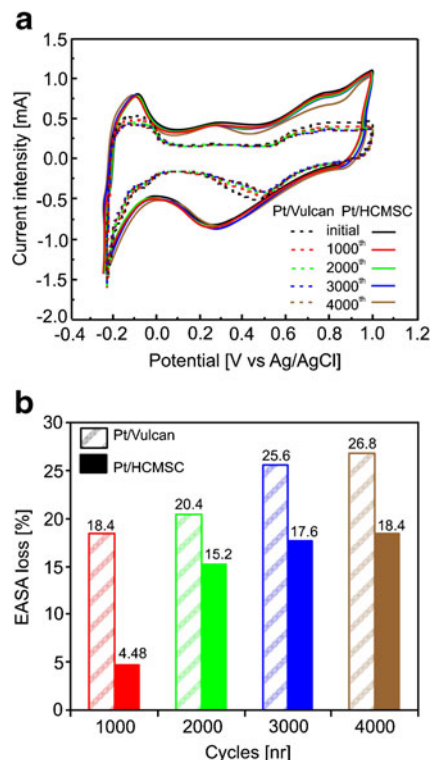 a
Current intensity [mA]
1.5
1.0
0.5
0.0
-0.5
-1.0
-1.5
-2.0
Pt/Vulcan Pt/HCMSC
initial
1000th
2000th
3000th
4000th
-0.4 -0.2 0.0 0.2 0.4 0.6 0.8 1.0 1.2
Potential [V vs Ag/AgCl]
b
EASA loss [%]
30
25
20
15
10
5
0
Pt/Vulcan
Pt/HCMSC
18.4
4.48
20.4
15.2
25.6
17.6
26.8
18.4
1000 2000 3000 4000
Cycles [nr]